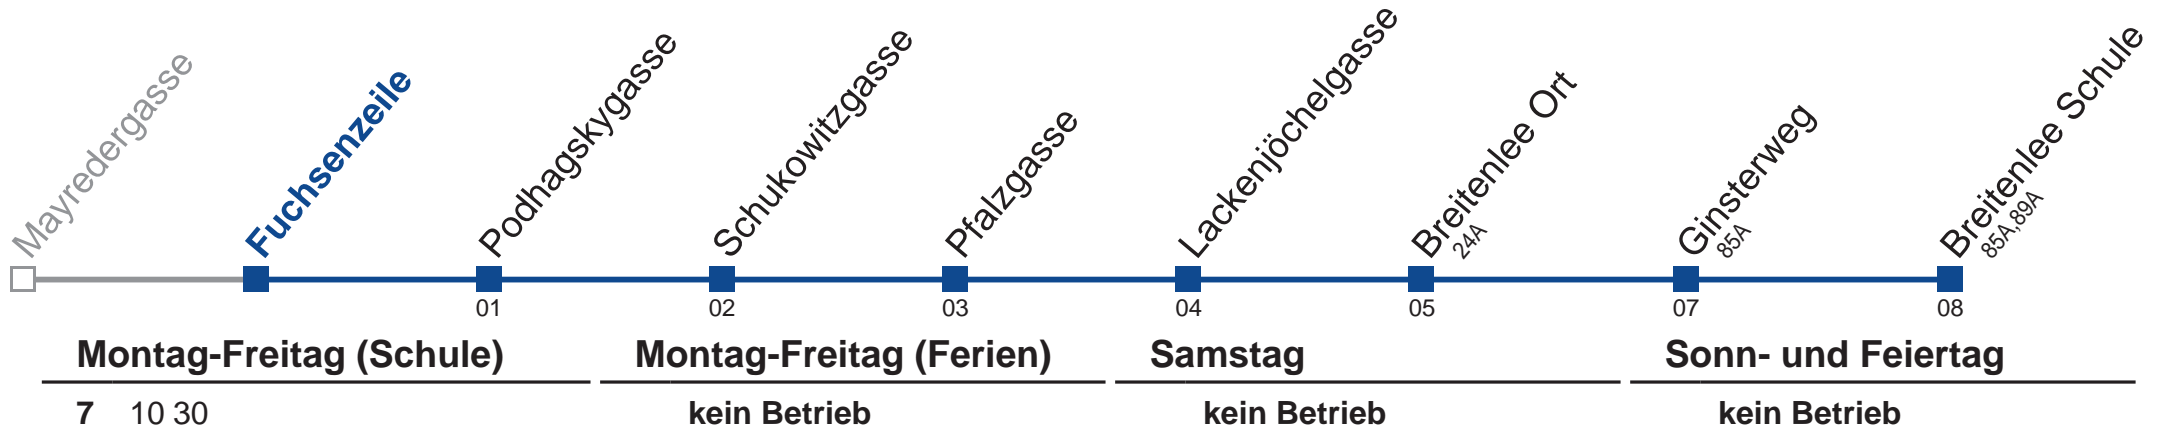 Mayredergasse
Fuchsenzeile
Podhagskygasse
Schukowitzgasse
Pfalzgasse
Lackenjöchelgasse
Breitenlee Ort
24A
Ginsterweg
85A
Breitenlee Schule
85A,89A
01 02 03 04 05 07 08
Montag-Freitag (Schule) Montag-Freitag (Ferien) Samstag Sonn- und Feiertag
7 10 30 kein Betrieb kein Betrieb kein Betrieb